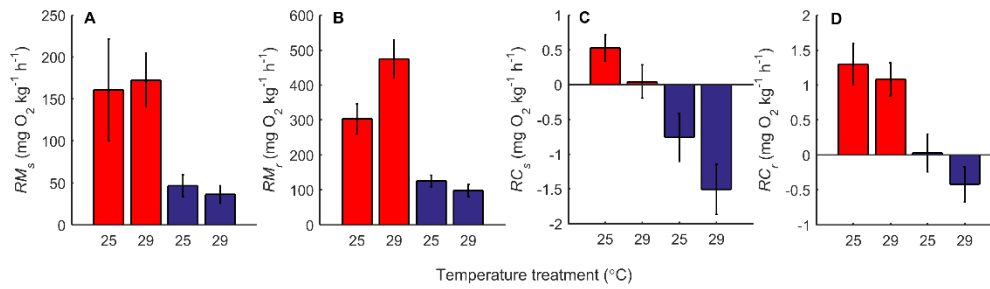 A
RMs (mg O2 kg-1 h-1)
250
200
150
100
50
0
25 29 25 29
B
RMr (mg O2 kg-1 h-1)
600
500
400
300
200
100
0
25 29 25 29
C
RCs (mg O2 kg-1 h-1)
1
0.5
0
-0.5
-1
-1.5
-2
25 29 25 29
D
RCr (mg O2 kg-1 h-1)
2
1.5
1
0.5
0
-0.5
-1
25 29 25 29
Temperature treatment (°C)